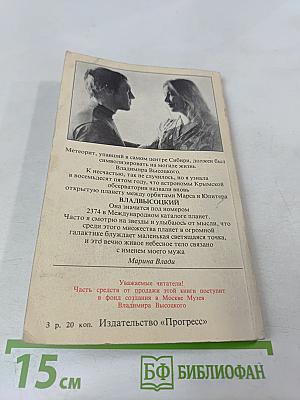 Метеорит, упавший в самом центре Сибири, должен был
символизировать на могиле жизнь
Владимира Высоцкого.
К несчастью, так не случилось, но я узнала
в восемьдесят пятом году, что астрономы Крымской
обсерватории назвали вновь
открытую планету между орбитами Марса и Юпитера
ВЛАДВЫСОЦКИЙ
Она значится под номером
2374 в Международном каталоге планет.
Часто я смотрю на звезды и улыбаюсь от мысли, что
среди этого множества планет в огромной
галактике блуждает маленькая светящаяся точка,
и это вечно живое небесное тело связано
с именем моего мужа
Марина Влади
Уважаемые читатели!
Часть средств от продажи этой книги поступит
в фонд создания в Москве Музея
Владимира Высоцкого
3 р. 20 коп. Издательство «Прогресс»
15 см
БФ БИБЛИОФАН